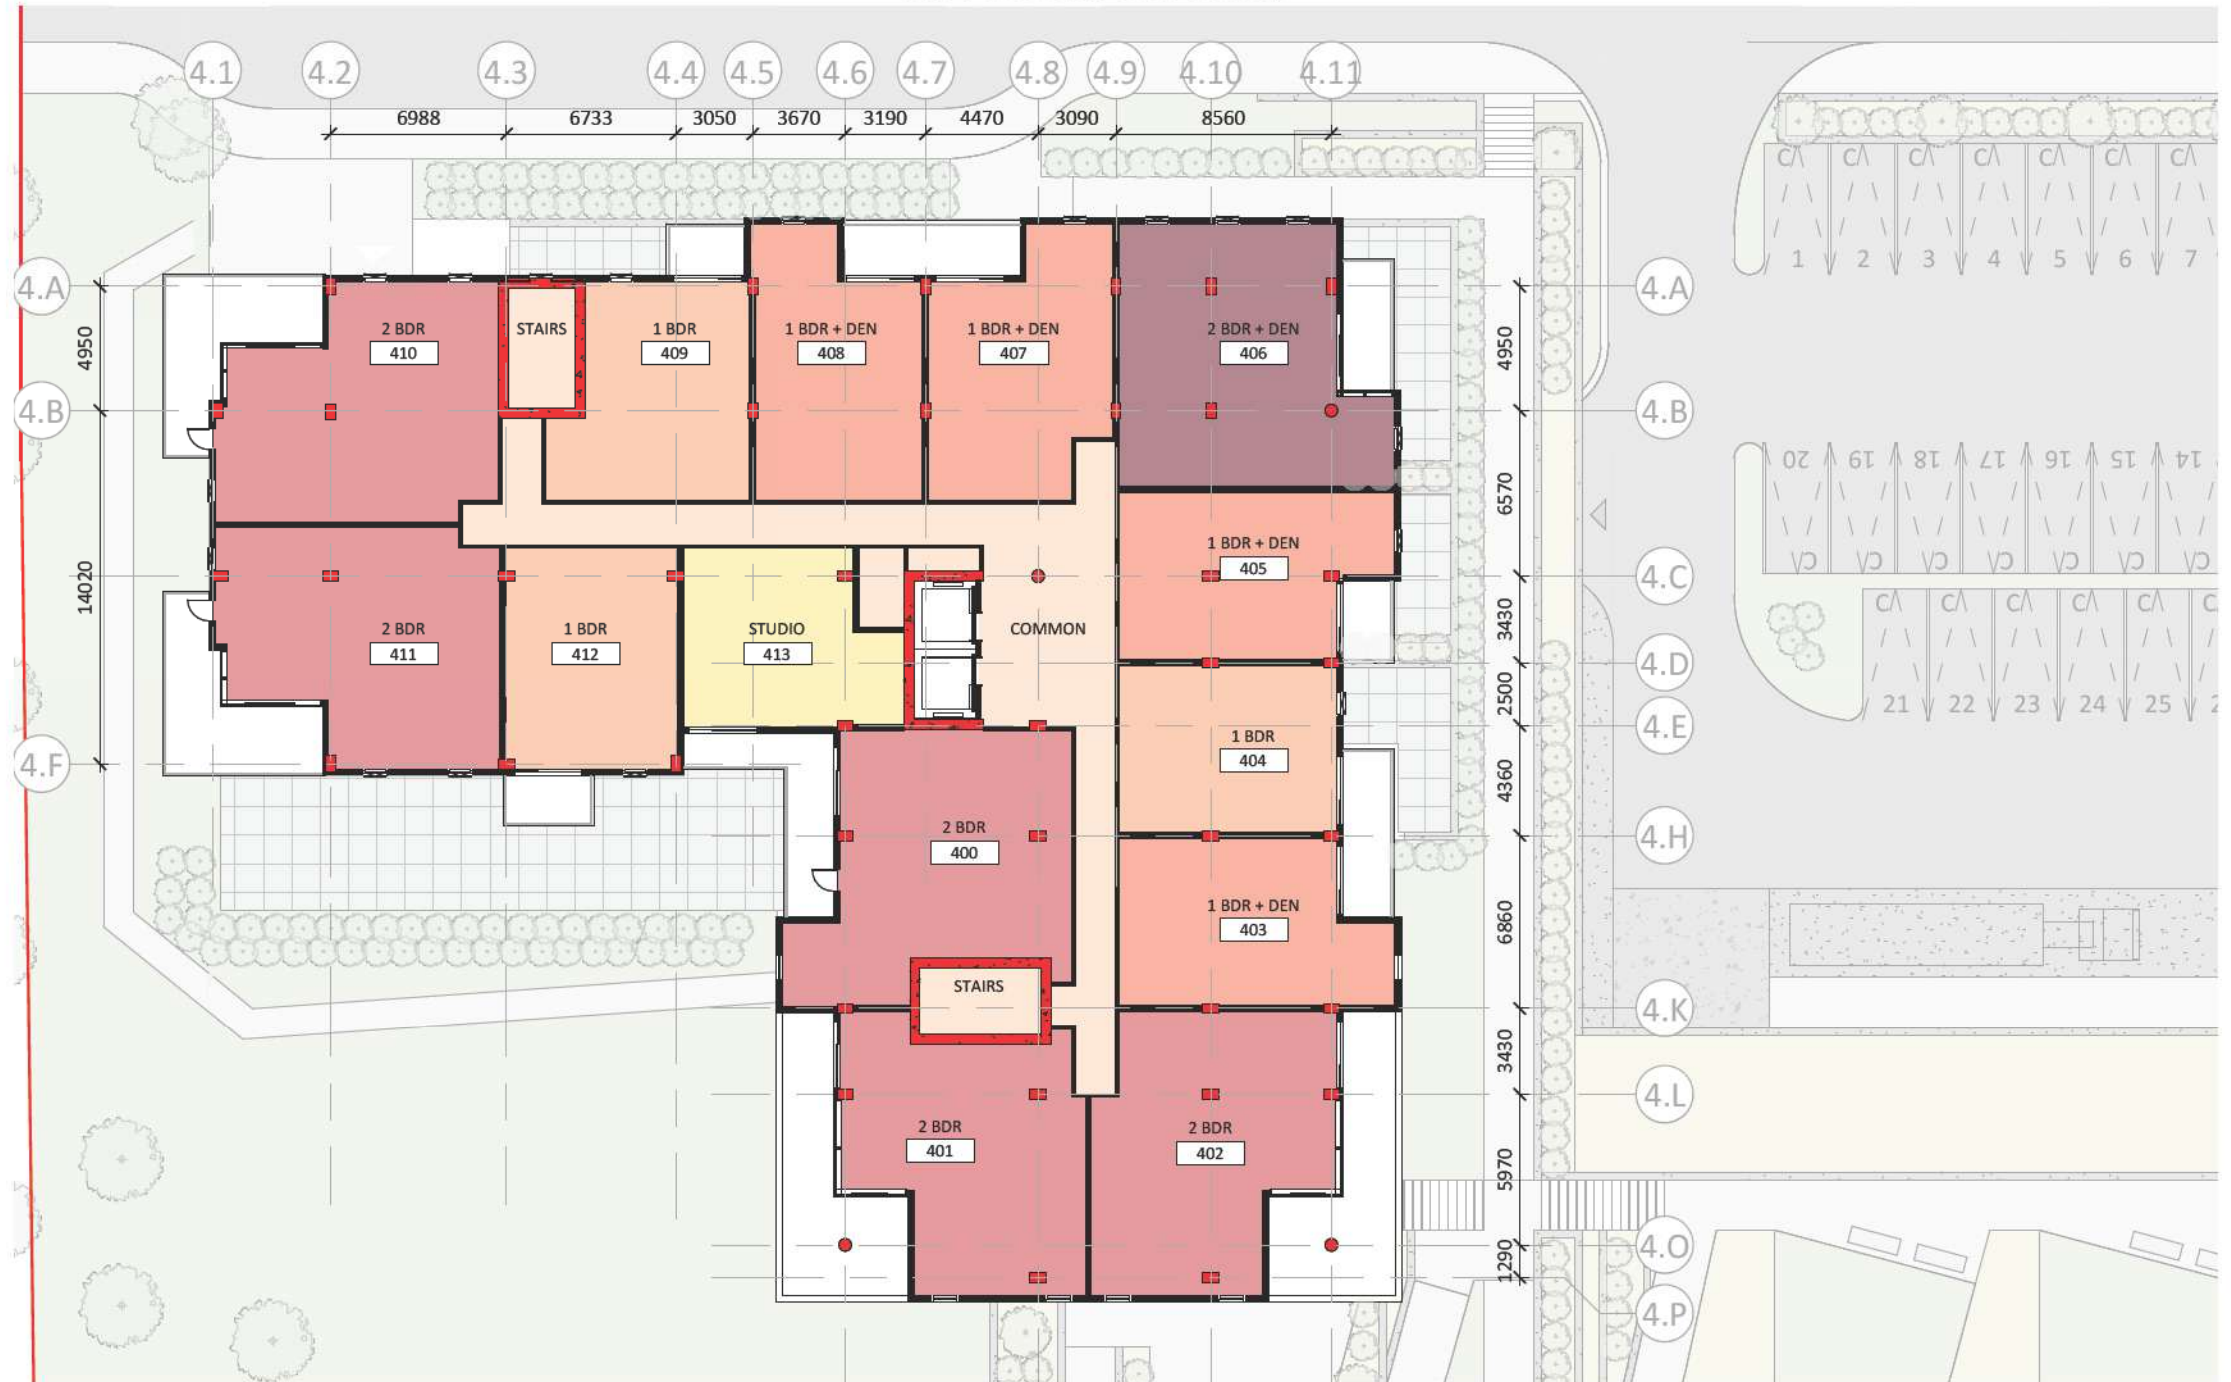 4.1 4.2 4.3 4.4 4.5 4.6 4.7 4.8 4.9 4.10 4.11
6988 6733 3050 3670 3190 4470 3090 8560
1 2 3 4 5 6 7
4.A 4.A
4950 4950
2 BDR
410
STAIRS
1 BDR
409
1 BDR + DEN
408
1 BDR + DEN
407
2 BDR + DEN
406
4.B 4.B
20 19 18 17 16 15 14
6570
14020
1 BDR + DEN
405
4.C
3430
2 BDR
411
1 BDR
412
STUDIO
413
COMMON
4.D
21 22 23 24 25
2500
4.E
4.F
1 BDR
404
4360
2 BDR
400
4.H
1 BDR + DEN
403
6860
STAIRS
4.K
3430
4.L
2 BDR
401
2 BDR
402
5970
4.O
1290
4.P